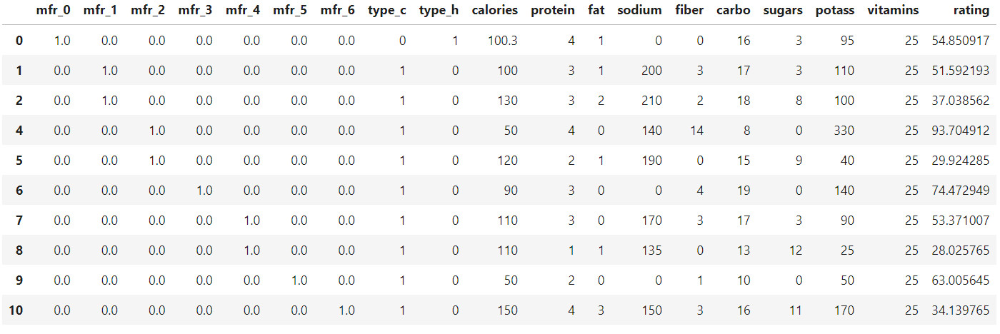 mfr_0 mfr_1 mfr_2 mfr_3 mfr_4 mfr_5 mfr_6 type_c type_h calories protein fat sodium fiber carbo sugars potass vitamins rating
0 1.0 0.0 0.0 0.0 0.0 0.0 0.0 0 1 100.3 4 1 0 0 16 3 95 25 54.850917
1 0.0 1.0 0.0 0.0 0.0 0.0 0.0 1 0 100 3 1 200 3 17 3 110 25 51.592193
2 0.0 1.0 0.0 0.0 0.0 0.0 0.0 1 0 130 3 2 210 2 18 8 100 25 37.038562
4 0.0 0.0 1.0 0.0 0.0 0.0 0.0 1 0 50 4 0 140 14 8 0 330 25 93.704912
5 0.0 0.0 1.0 0.0 0.0 0.0 0.0 1 0 120 2 1 190 0 15 9 40 25 29.924285
6 0.0 0.0 0.0 1.0 0.0 0.0 0.0 1 0 90 3 0 0 4 19 0 140 25 74.472949
7 0.0 0.0 0.0 0.0 1.0 0.0 0.0 1 0 110 3 0 170 3 17 3 90 25 53.371007
8 0.0 0.0 0.0 0.0 1.0 0.0 0.0 1 0 110 1 1 135 0 13 12 25 25 28.025765
9 0.0 0.0 0.0 0.0 0.0 1.0 0.0 1 0 50 2 0 0 1 10 0 50 25 63.005645
10 0.0 0.0 0.0 0.0 0.0 0.0 1.0 1 0 150 4 3 150 3 16 11 170 25 34.139765